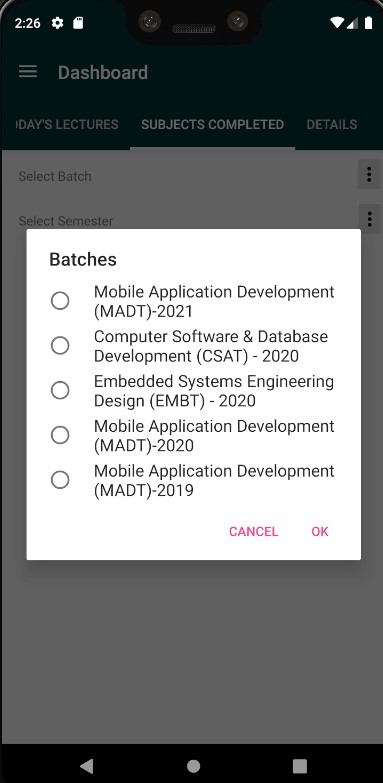 2:26
Dashboard
DAY'S LECTURES SUBJECTS COMPLETED DETAILS
Select Batch
Select Semester
Batches
Mobile Application Development
(MADT)-2021
Computer Software & Database
Development (CSAT) - 2020
Embedded Systems Engineering
Design (EMBT) - 2020
Mobile Application Development
(MADT)-2020
Mobile Application Development
(MADT)-2019
CANCEL OK